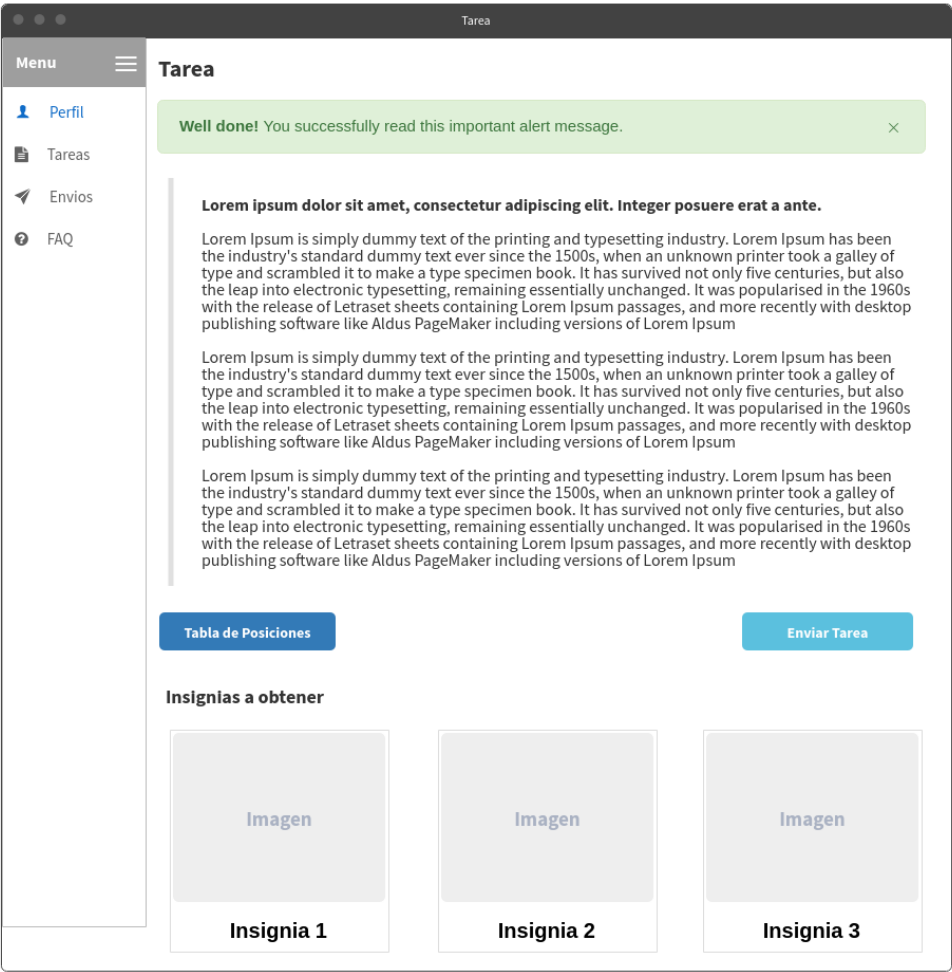 Tarea
Menu
Perfil
Tareas
Envios
FAQ
Tarea
Well done! You successfully read this important alert message.
Lorem ipsum dolor sit amet, consectetur adipiscing elit. Integer posuere erat a ante.
Lorem Ipsum is simply dummy text of the printing and typesetting industry. Lorem Ipsum has been
the industry's standard dummy text ever since the 1500s, when an unknown printer took a galley of
type and scrambled it to make a type specimen book. It has survived not only five centuries, but also
the leap into electronic typesetting, remaining essentially unchanged. It was popularised in the 1960s
with the release of Letraset sheets containing Lorem Ipsum passages, and more recently with desktop
publishing software like Aldus PageMaker including versions of Lorem Ipsum
Lorem Ipsum is simply dummy text of the printing and typesetting industry. Lorem Ipsum has been
the industry's standard dummy text ever since the 1500s, when an unknown printer took a galley of
type and scrambled it to make a type specimen book. It has survived not only five centuries, but also
the leap into electronic typesetting, remaining essentially unchanged. It was popularised in the 1960s
with the release of Letraset sheets containing Lorem Ipsum passages, and more recently with desktop
publishing software like Aldus PageMaker including versions of Lorem Ipsum
Lorem Ipsum is simply dummy text of the printing and typesetting industry. Lorem Ipsum has been
the industry's standard dummy text ever since the 1500s, when an unknown printer took a galley of
type and scrambled it to make a type specimen book. It has survived not only five centuries, but also
the leap into electronic typesetting, remaining essentially unchanged. It was popularised in the 1960s
with the release of Letraset sheets containing Lorem Ipsum passages, and more recently with desktop
publishing software like Aldus PageMaker including versions of Lorem Ipsum
Tabla de Posiciones
Enviar Tarea
Insignias a obtener
Imagen
Imagen
Imagen
Insignia 1
Insignia 2
Insignia 3